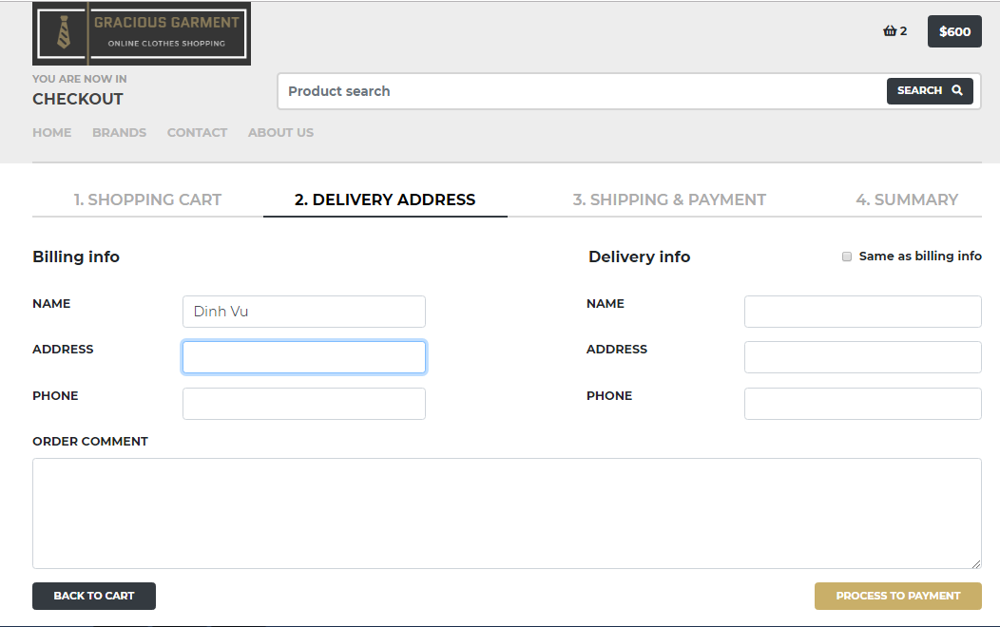 GRACIOUS GARMENT
ONLINE CLOTHES SHOPPING
2
$600
YOU ARE NOW IN
CHECKOUT
Product search
SEARCH
HOME BRANDS CONTACT ABOUT US
1. SHOPPING CART 2. DELIVERY ADDRESS 3. SHIPPING & PAYMENT 4. SUMMARY
Billing info
NAME
Dinh Vu
ADDRESS
PHONE
Delivery info
Same as billing info
NAME
ADDRESS
PHONE
ORDER COMMENT
BACK TO CART
PROCESS TO PAYMENT